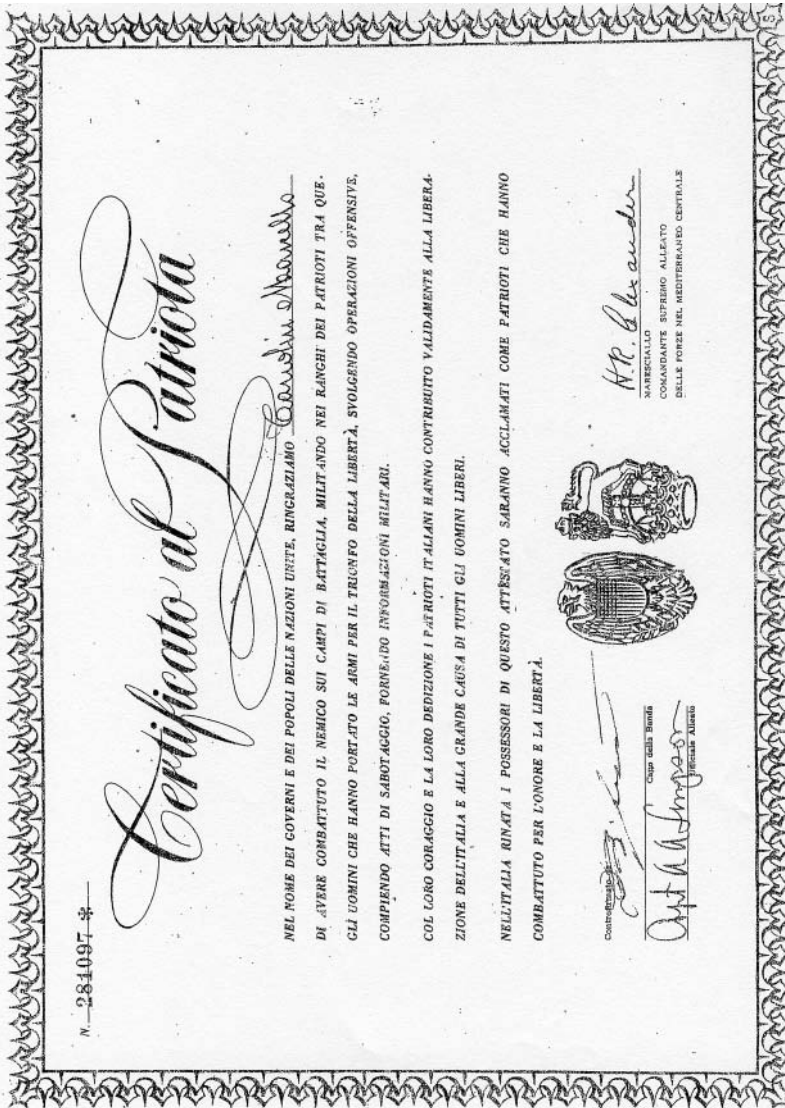 N. 281097 *
Certificato al Patriota
NEL NOME DEI GOVERNI E DEI POPOLI DELLE NAZIONI UNITE, RINGRAZIAMO
DI AVERE COMBATTUTO IL NEMICO SUI CAMPI DI BATTAGLIA, MILITANDO NEI RANGHI DEI PATRIOTI TRA QUE-
GLI UOMINI CHE HANNO PORTATO LE ARMI PER IL TRIONFO DELLA LIBERTÀ, SVOLGENDO OPERAZIONI OFFENSIVE,
COMPIENDO ATTI DI SABOTAGGIO, FORNENDO INFORMAZIONI MILITARI.
COL LORO CORAGGIO E LA LORO DEDIZIONE I PATRIOTI ITALIANI HANNO CONTRIBUITO VALIDAMENTE ALLA LIBERA-
ZIONE DELL'ITALIA E ALLA GRANDE CAUSA DI TUTTI GLI UOMINI LIBERI.
NELL'ITALIA RINATA I POSSESSORI DI QUESTO ATTESTATO SARANNO ACCLAMATI COME PATRIOTI CHE HANNO
COMBATTUTO PER L'ONORE E LA LIBERTÀ.
Controfirmato da
Capo della Banda
Capt A A Simpson
Ufficiale Alleato
H.R. Alexander
MARESCIALLO
COMANDANTE SUPREMO ALLEATO
DELLE FORZE NEL MEDITERRANEO CENTRALE